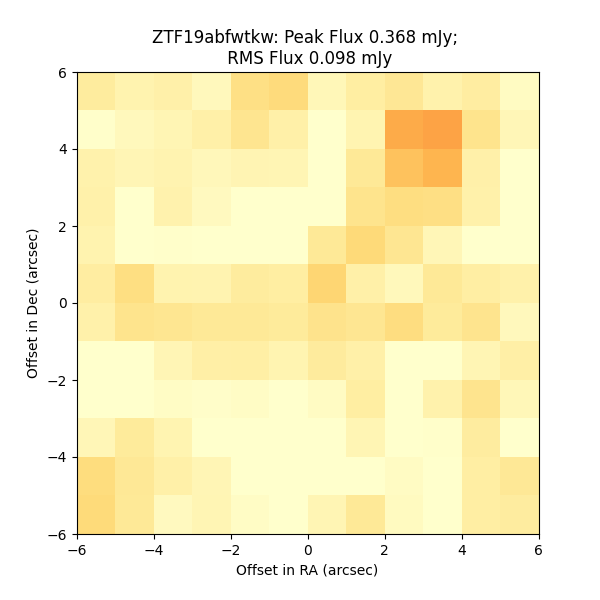 ZTF19abfwtkw: Peak Flux 0.368 mJy;
RMS Flux 0.098 mJy
6
4
2
0
−2
−4
−6
Offset in Dec (arcsec)
−6 −4 −2 0 2 4 6
Offset in RA (arcsec)